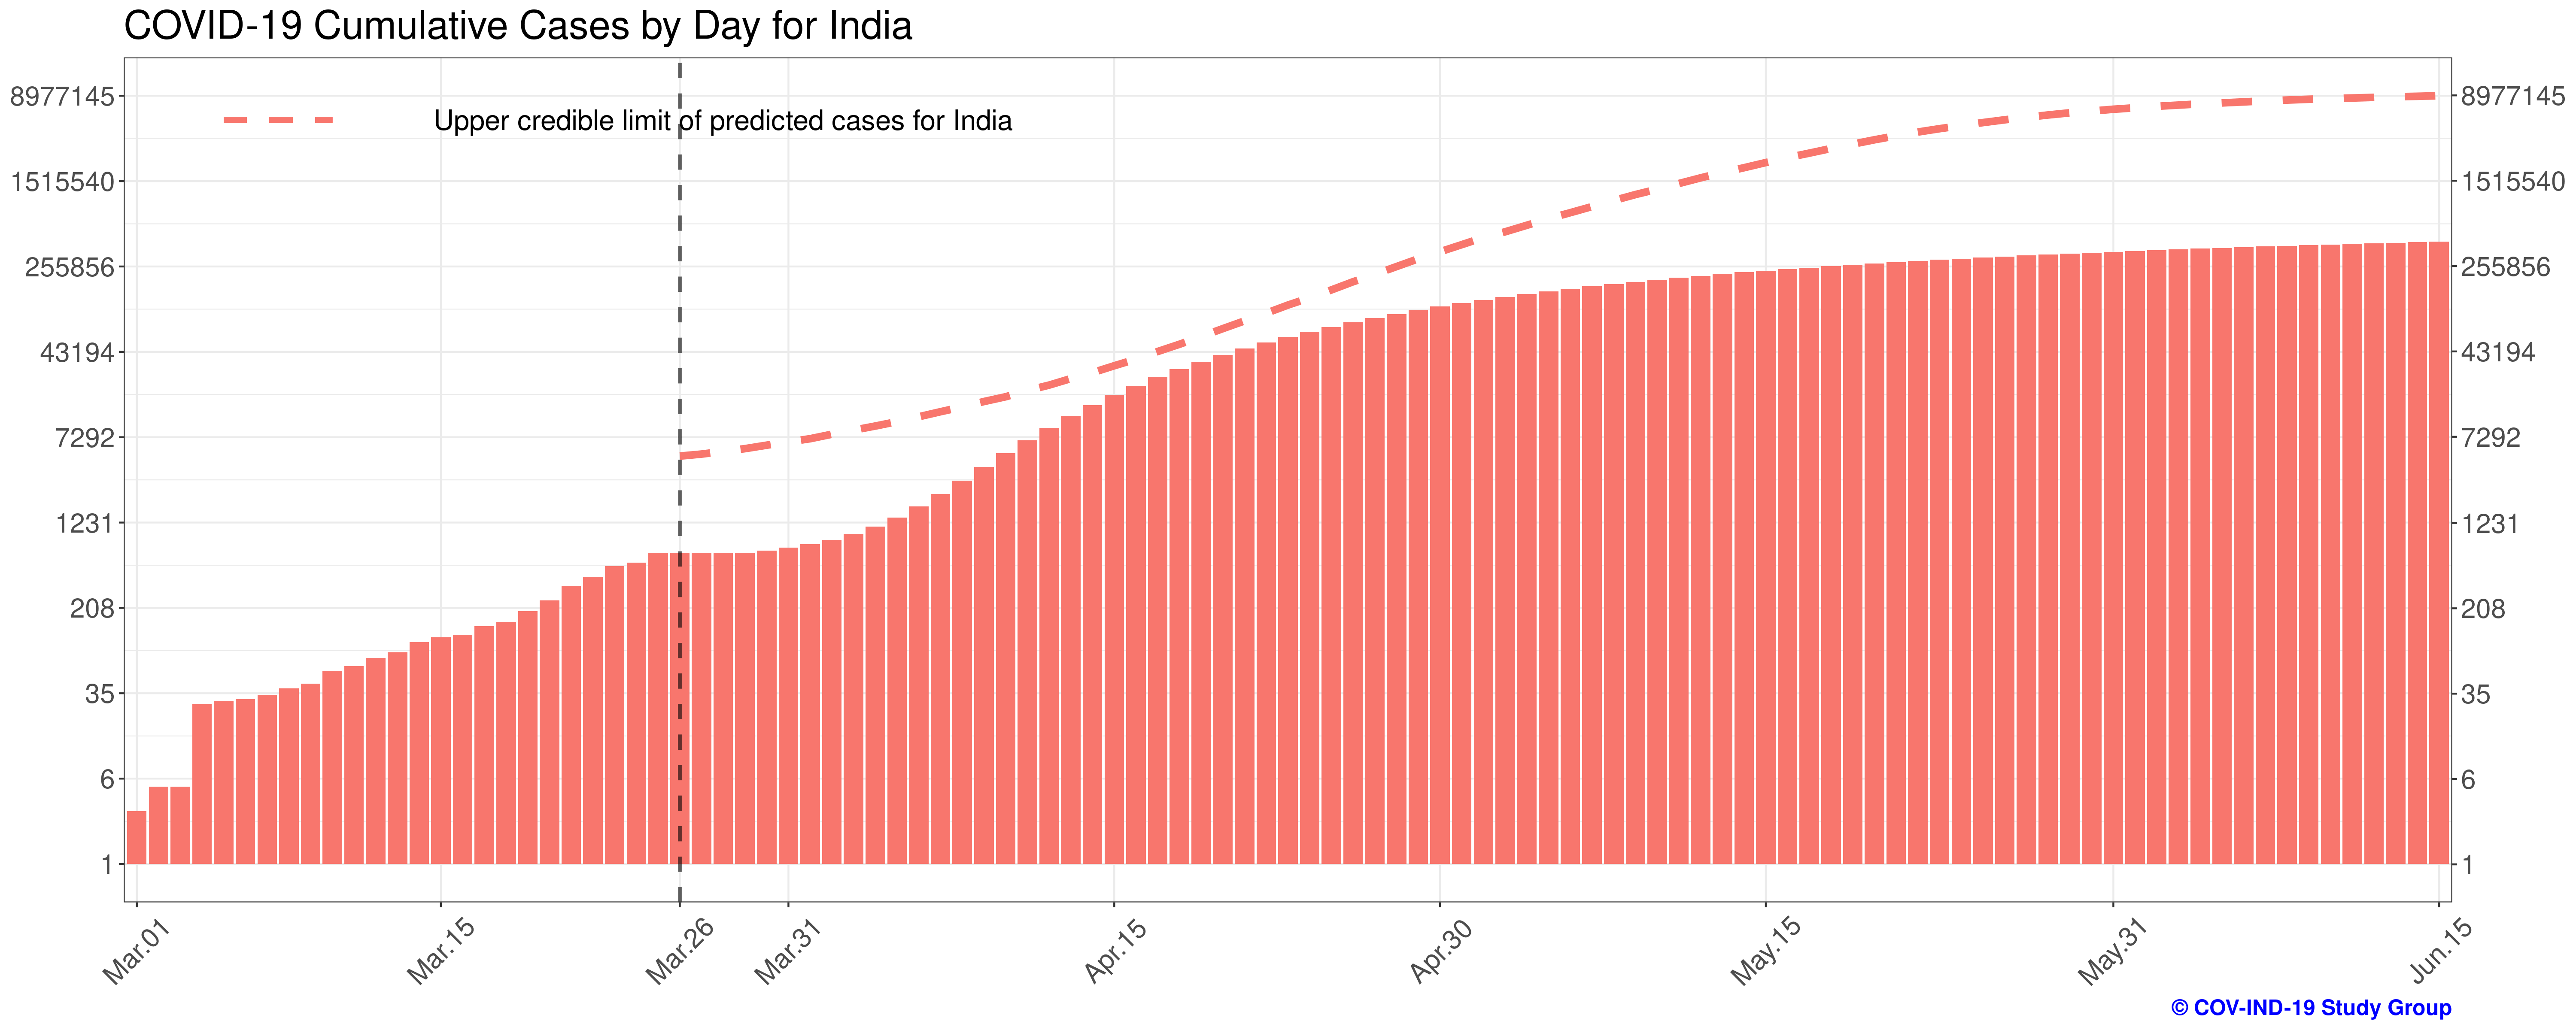 COVID-19 Cumulative Cases by Day for India
Upper credible limit of predicted cases for India
8977145
1515540
255856
43194
7292
1231
208
35
6
1
8977145
1515540
255856
43194
7292
1231
208
35
6
1
Mar.01
Mar.15
Mar.26
Mar.31
Apr.15
Apr.30
May.15
May.31
Jun.15
© COV-IND-19 Study Group